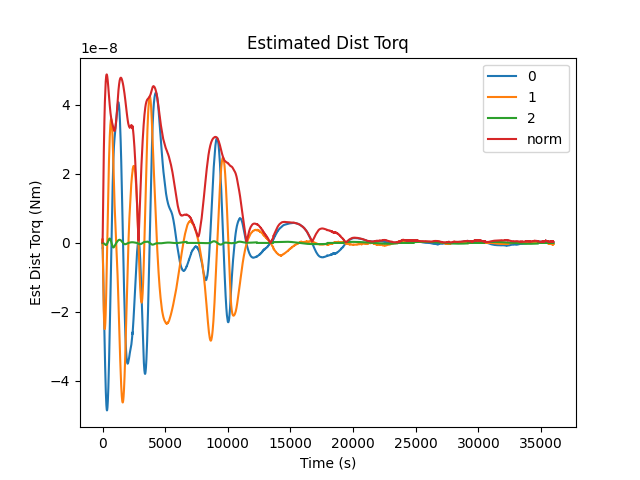 Estimated Dist Torq
1e−8
4
2
0
−2
−4
Est Dist Torq (Nm)
0
1
2
norm
0 5000 10000 15000 20000 25000 30000 35000
Time (s)